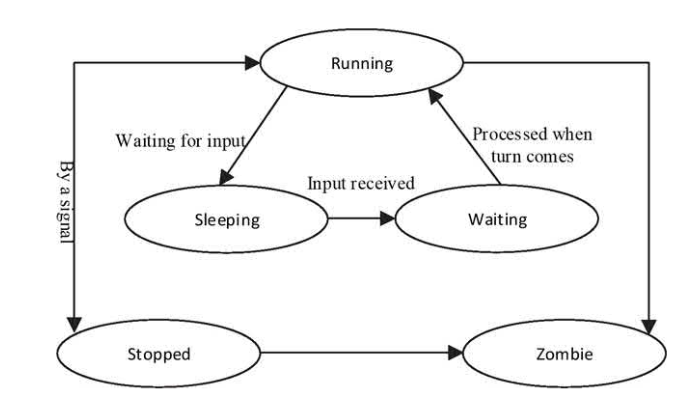 Running
Waiting for input
Processed when
turn comes
By a signal
Input received
Sleeping
Waiting
Stopped
Zombie